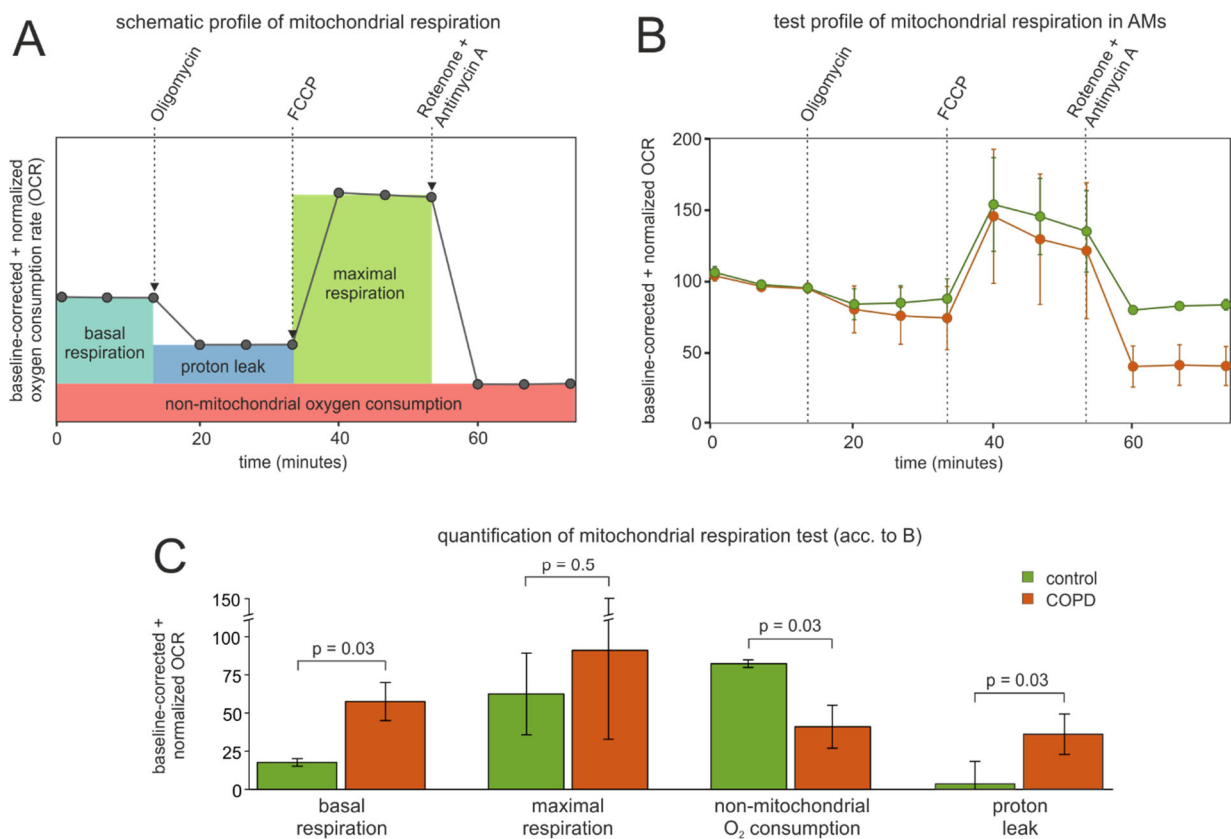 A
schematic profile of mitochondrial respiration
Oligomycin
FCCP
Rotenone +
Antimycin A
baseline-corrected + normalized
oxygen consumption rate (OCR)
basal
respiration
proton leak
maximal
respiration
non-mitochondrial oxygen consumption
0
20
40
60
time (minutes)
B
test profile of mitochondrial respiration in AMs
Oligomycin
FCCP
Rotenone +
Antimycin A
baseline-corrected + normalized OCR
200
150
100
50
0
0
20
40
60
time (minutes)
C
quantification of mitochondrial respiration test (acc. to B)
baseline-corrected +
normalized OCR
150
100
75
50
25
0
p = 0.03
p = 0.5
p = 0.03
p = 0.03
control
COPD
basal
respiration
maximal
respiration
non-mitochondrial
O₂ consumption
proton
leak